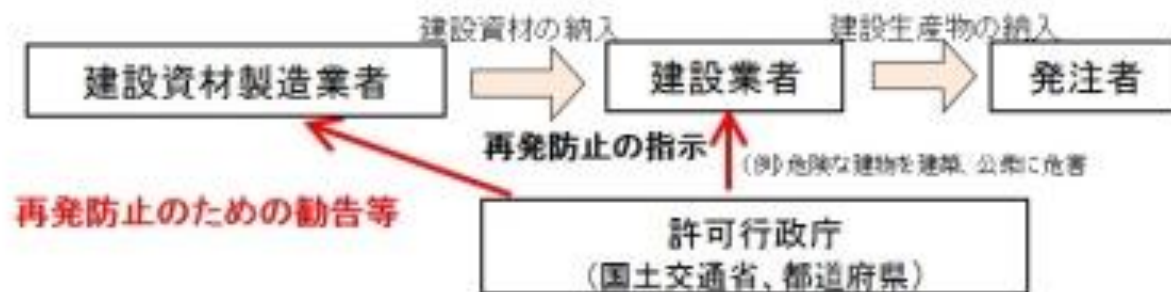 建設資材の納入
建設生産物の納入
建設資材製造業者
建設業者
発注者
再発防止の指示
(例)危険な建物を建築、公衆に危害
再発防止のための勧告等
許可行政庁
(国土交通省、都道府県)